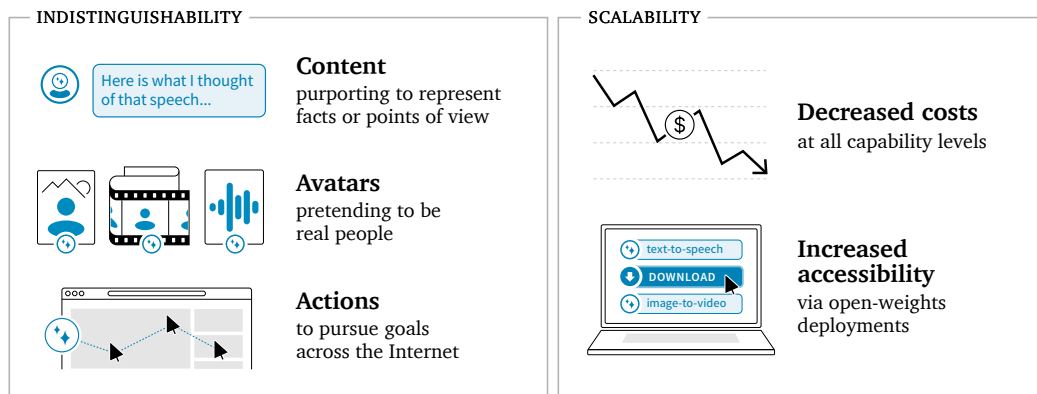 INDISTINGUISHABILITY
Here is what I thought
of that speech...
Content
purporting to represent
facts or points of view
Avatars
pretending to be
real people
Actions
to pursue goals
across the Internet
SCALABILITY
$
Decreased costs
at all capability levels
text-to-speech
DOWNLOAD
image-to-video
Increased
accessibility
via open-weights
deployments